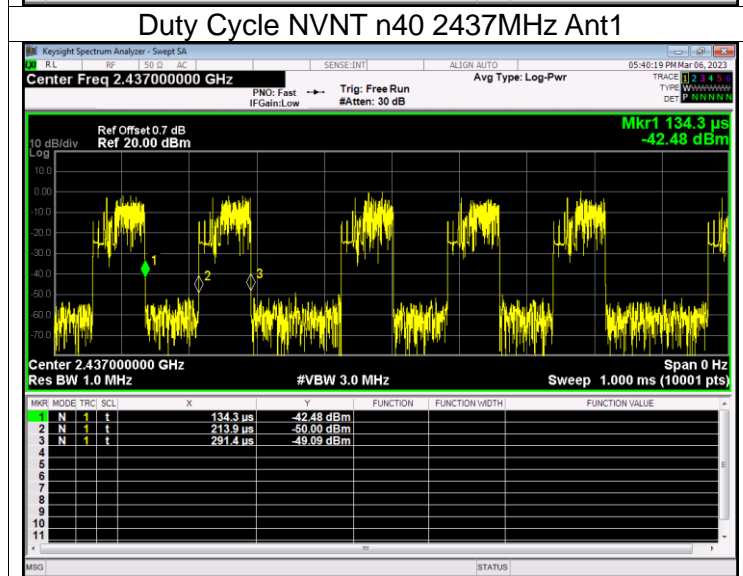 Duty Cycle NVNT n40 2437MHz Ant1
Keysight Spectrum Analyzer - Swept SA
RL RF 50 Ω AC SENSE:INT ALIGN AUTO 05:40:19 PM Mar 06, 2023
Center Freq 2.437000000 GHz
PNO: Fast
IFGain:Low
Trig: Free Run
#Atten: 30 dB
Avg Type: Log-Pwr
TRACE 1 2 3 4 5 6
TYPE WWWWWW
DET P N N N N N
Mkr1 134.3 µs
-42.48 dBm
Ref Offset 0.7 dB
10 dB/div Ref 20.00 dBm
Log
10.0
0.00
-10.0
-20.0
-30.0
-40.0
-50.0
-60.0
-70.0
1
2
3
Center 2.437000000 GHz Span 0 Hz
Res BW 1.0 MHz #VBW 3.0 MHz Sweep 1.000 ms (10001 pts)
MKR MODE TRC SCL X Y FUNCTION FUNCTION WIDTH FUNCTION VALUE
1 N 1 t 134.3 µs -42.48 dBm
2 N 1 t 213.9 µs -50.00 dBm
3 N 1 t 291.4 µs -49.09 dBm
4
5
6
7
8
9
10
11
MSG STATUS